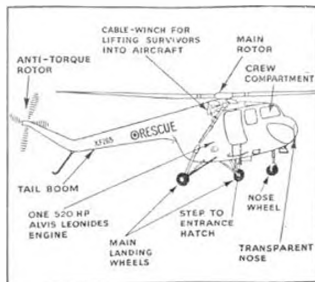 CABLE-WINCH FOR
LIFTING SURVIVORS
INTO AIRCRAFT
MAIN
ROTOR
ANTI-TORQUE
ROTOR
CREW
COMPARTMENT
XF265
RESCUE
TAIL BOOM
ONE 520 HP
ALVIS LEONIDES
ENGINE
MAIN
LANDING
WHEELS
STEP TO
ENTRANCE
HATCH
NOSE
WHEEL
TRANSPARENT
NOSE